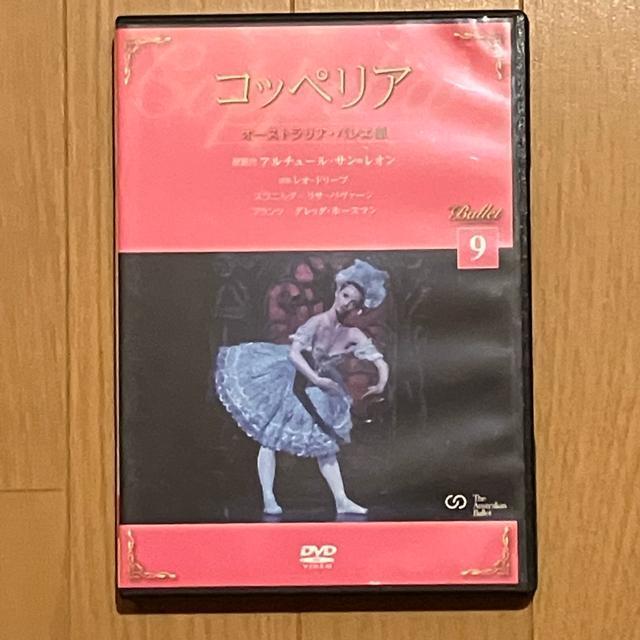 コッペリア
オーストラリア・バレエ団
原振付 アルチュール・サン=レオン
音楽 レオ・ドリーブ
スワニルダ リサ・パヴァーン
フランツ グレッグ・ホースマン
Ballet
9
The
Australian
Ballet
DVD
VIDEO